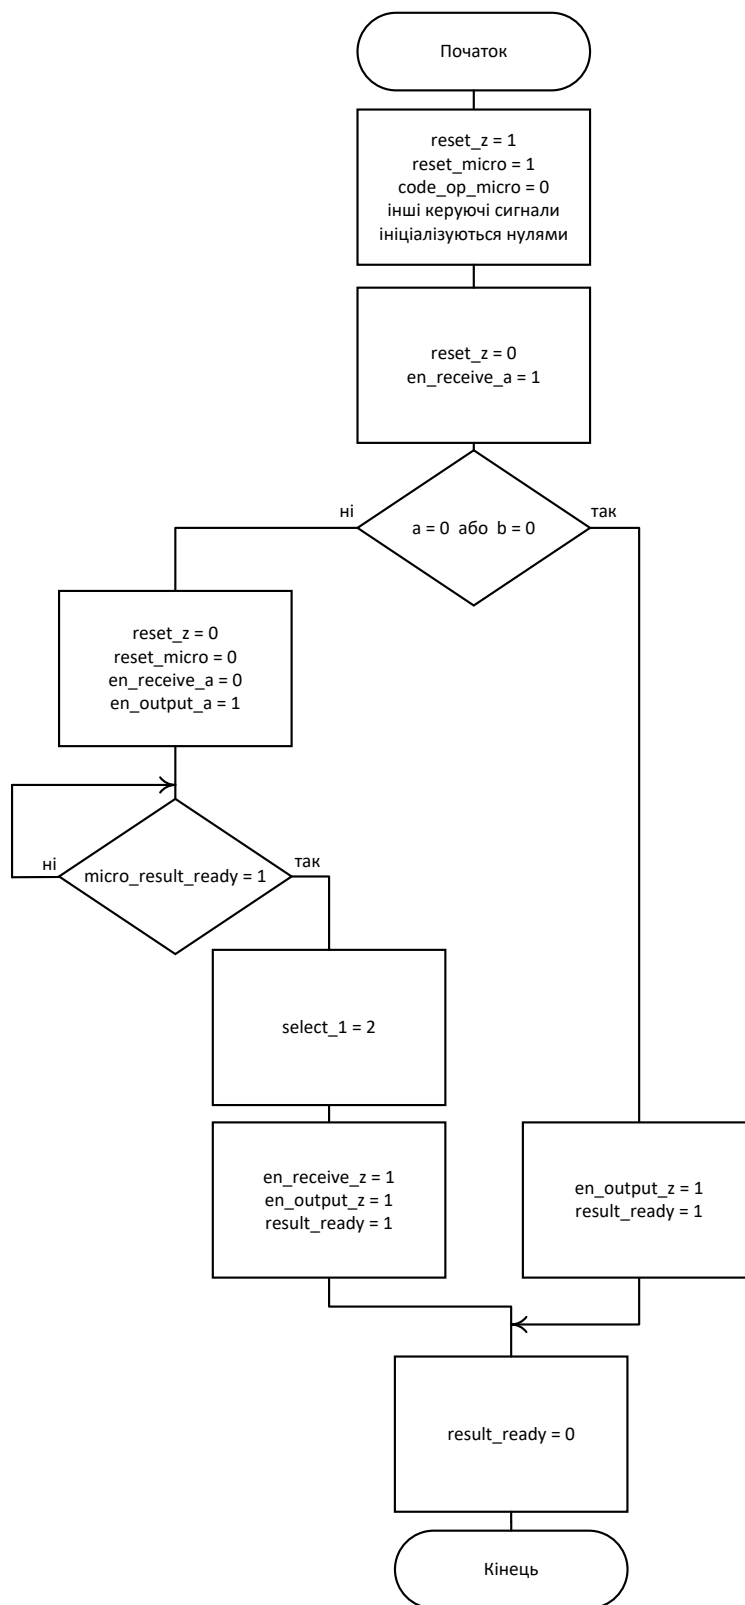 Початок
reset_z = 1
reset_micro = 1
code_op_micro = 0
інші керуючі сигнали
ініціалізуються нулями
reset_z = 0
en_receive_a = 1
ні
a = 0 або b = 0
так
reset_z = 0
reset_micro = 0
en_receive_a = 0
en_output_a = 1
ні
micro_result_ready = 1
так
select_1 = 2
en_receive_z = 1
en_output_z = 1
result_ready = 1
en_output_z = 1
result_ready = 1
result_ready = 0
Кінець